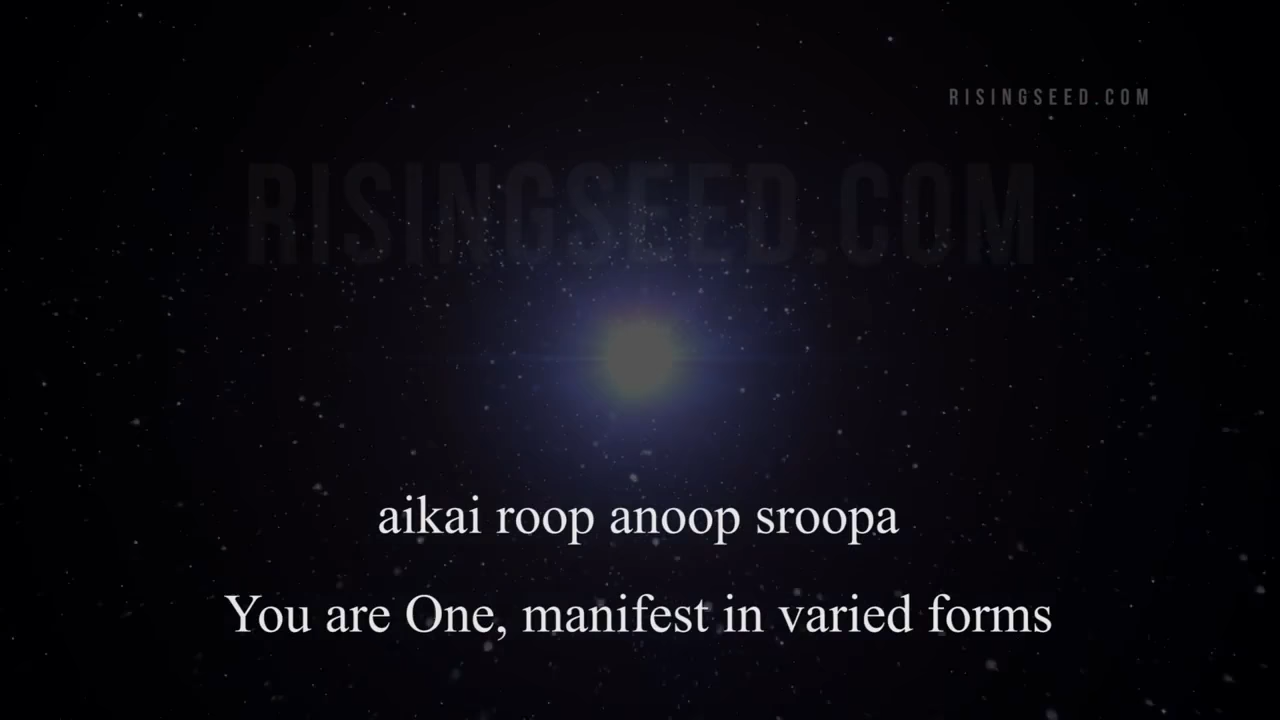 RISINGSEED.COM
RISINGSEED.COM
aikai roop anoop sroopa
You are One, manifest in varied forms